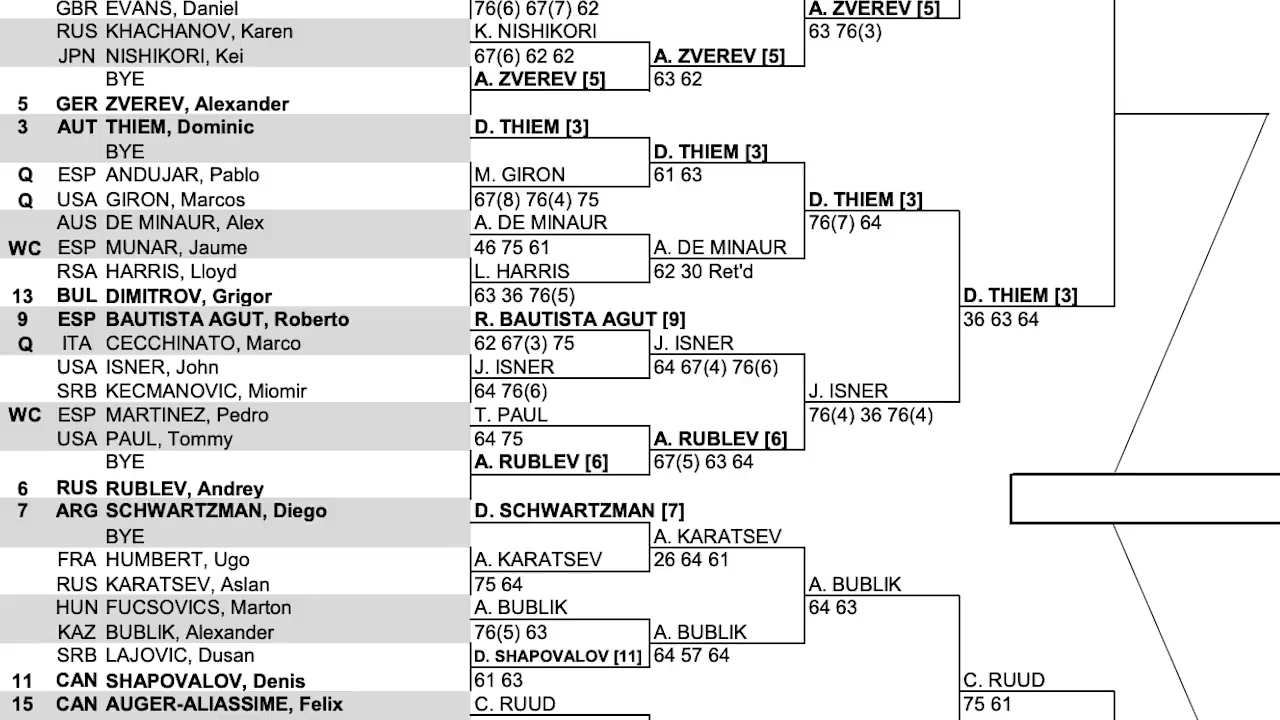 GBR EVANS, Daniel 76(6) 67(7) 62 A. ZVEREV [5]
RUS KHACHANOV, Karen K. NISHIKORI 63 76(3)
JPN NISHIKORI, Kei 67(6) 62 62 A. ZVEREV [5]
BYE A. ZVEREV [5] 63 62
5 GER ZVEREV, Alexander
3 AUT THIEM, Dominic D. THIEM [3]
BYE D. THIEM [3]
Q ESP ANDUJAR, Pablo M. GIRON 61 63
Q USA GIRON, Marcos 67(8) 76(4) 75 D. THIEM [3]
AUS DE MINAUR, Alex A. DE MINAUR 76(7) 64
WC ESP MUNAR, Jaume 46 75 61 A. DE MINAUR
RSA HARRIS, Lloyd L. HARRIS 62 30 Ret'd
13 BUL DIMITROV, Grigor 63 36 76(5) D. THIEM [3]
9 ESP BAUTISTA AGUT, Roberto R. BAUTISTA AGUT [9] 36 63 64
Q ITA CECCHINATO, Marco 62 67(3) 75 J. ISNER
USA ISNER, John J. ISNER 64 67(4) 76(6)
SRB KECMANOVIC, Miomir 64 76(6) J. ISNER
WC ESP MARTINEZ, Pedro T. PAUL 76(4) 36 76(4)
USA PAUL, Tommy 64 75 A. RUBLEV [6]
BYE A. RUBLEV [6] 67(5) 63 64
6 RUS RUBLEV, Andrey
7 ARG SCHWARTZMAN, Diego D. SCHWARTZMAN [7]
BYE A. KARATSEV
FRA HUMBERT, Ugo A. KARATSEV 26 64 61
RUS KARATSEV, Aslan 75 64 A. BUBLIK
HUN FUCSOVICS, Marton A. BUBLIK 64 63
KAZ BUBLIK, Alexander 76(5) 63 A. BUBLIK
SRB LAJOVIC, Dusan D. SHAPOVALOV [11] 64 57 64
11 CAN SHAPOVALOV, Denis 61 63 C. RUUD
15 CAN AUGER-ALIASSIME, Felix C. RUUD 75 61